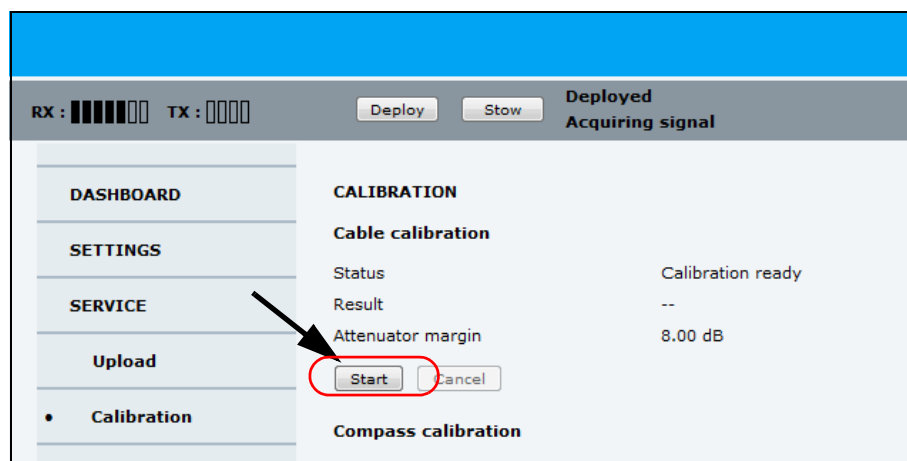 RX : TX : Deploy Stow Deployed
Acquiring signal
DASHBOARD
SETTINGS
SERVICE
Upload
• Calibration
CALIBRATION
Cable calibration
Status Calibration ready
Result --
Attenuator margin 8.00 dB
Start Cancel
Compass calibration